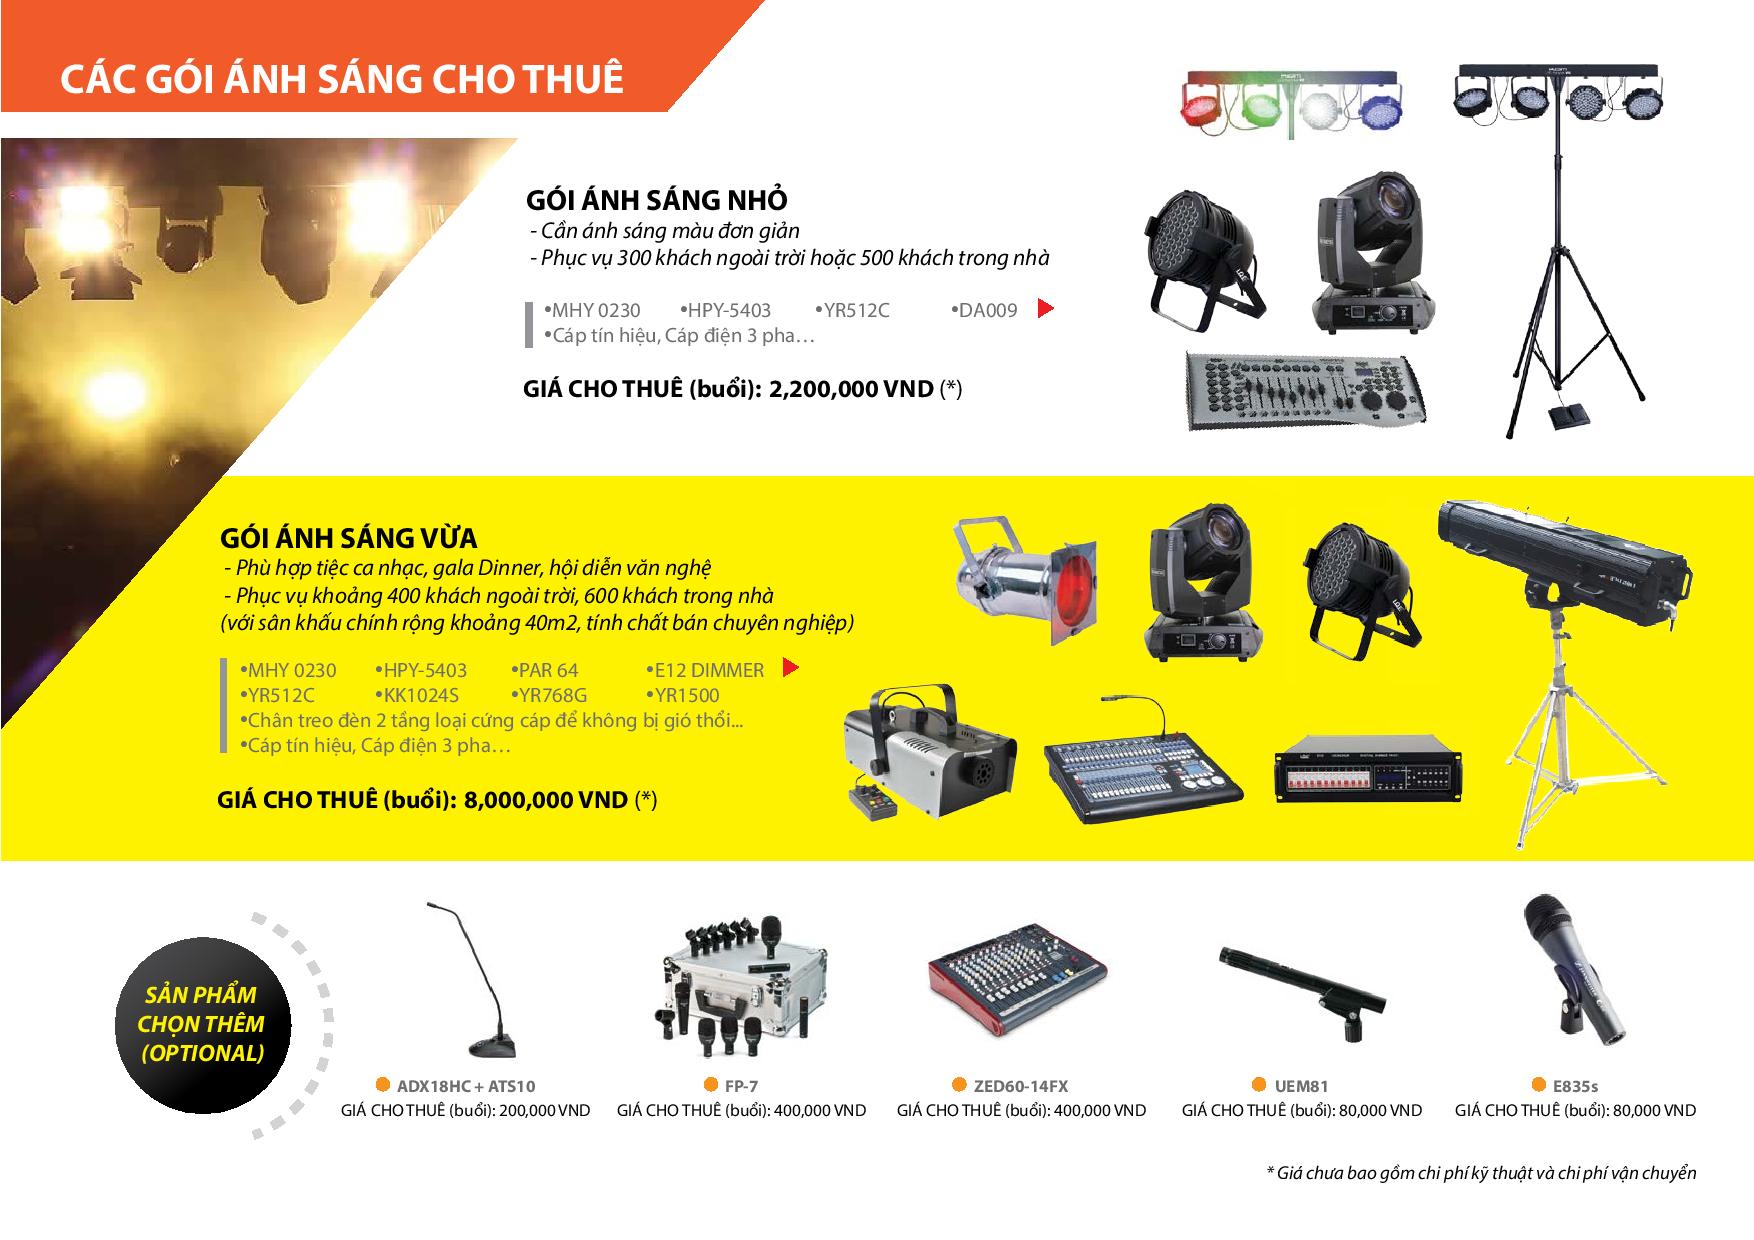 CÁC GÓI ÁNH SÁNG CHO THUÊ
GÓI ÁNH SÁNG NHỎ
- Cần ánh sáng màu đơn giản
- Phục vụ 300 khách ngoài trời hoặc 500 khách trong nhà
•MHY 0230 •HPY-5403 •YR512C •DA009
•Cáp tín hiệu, Cáp điện 3 pha…
GIÁ CHO THUÊ (buổi): 2,200,000 VND (*)
GÓI ÁNH SÁNG VỪA
- Phù hợp tiệc ca nhạc, gala Dinner, hội diễn văn nghệ
- Phục vụ khoảng 400 khách ngoài trời, 600 khách trong nhà
(với sân khấu chính rộng khoảng 40m2, tính chất bán chuyên nghiệp)
•MHY 0230 •HPY-5403 •PAR 64 •E12 DIMMER
•YR512C •KK1024S •YR768G •YR1500
•Chân treo đèn 2 tầng loại cứng cáp để không bị gió thổi...
•Cáp tín hiệu, Cáp điện 3 pha…
GIÁ CHO THUÊ (buổi): 8,000,000 VND (*)
SẢN PHẨM
CHỌN THÊM
(OPTIONAL)
ADX18HC + ATS10
GIÁ CHO THUÊ (buổi): 200,000 VND
FP-7
GIÁ CHO THUÊ (buổi): 400,000 VND
ZED60-14FX
GIÁ CHO THUÊ (buổi): 400,000 VND
UEM81
GIÁ CHO THUÊ (buổi): 80,000 VND
E835s
GIÁ CHO THUÊ (buổi): 80,000 VND
* Giá chưa bao gồm chi phí kỹ thuật và chi phí vận chuyển